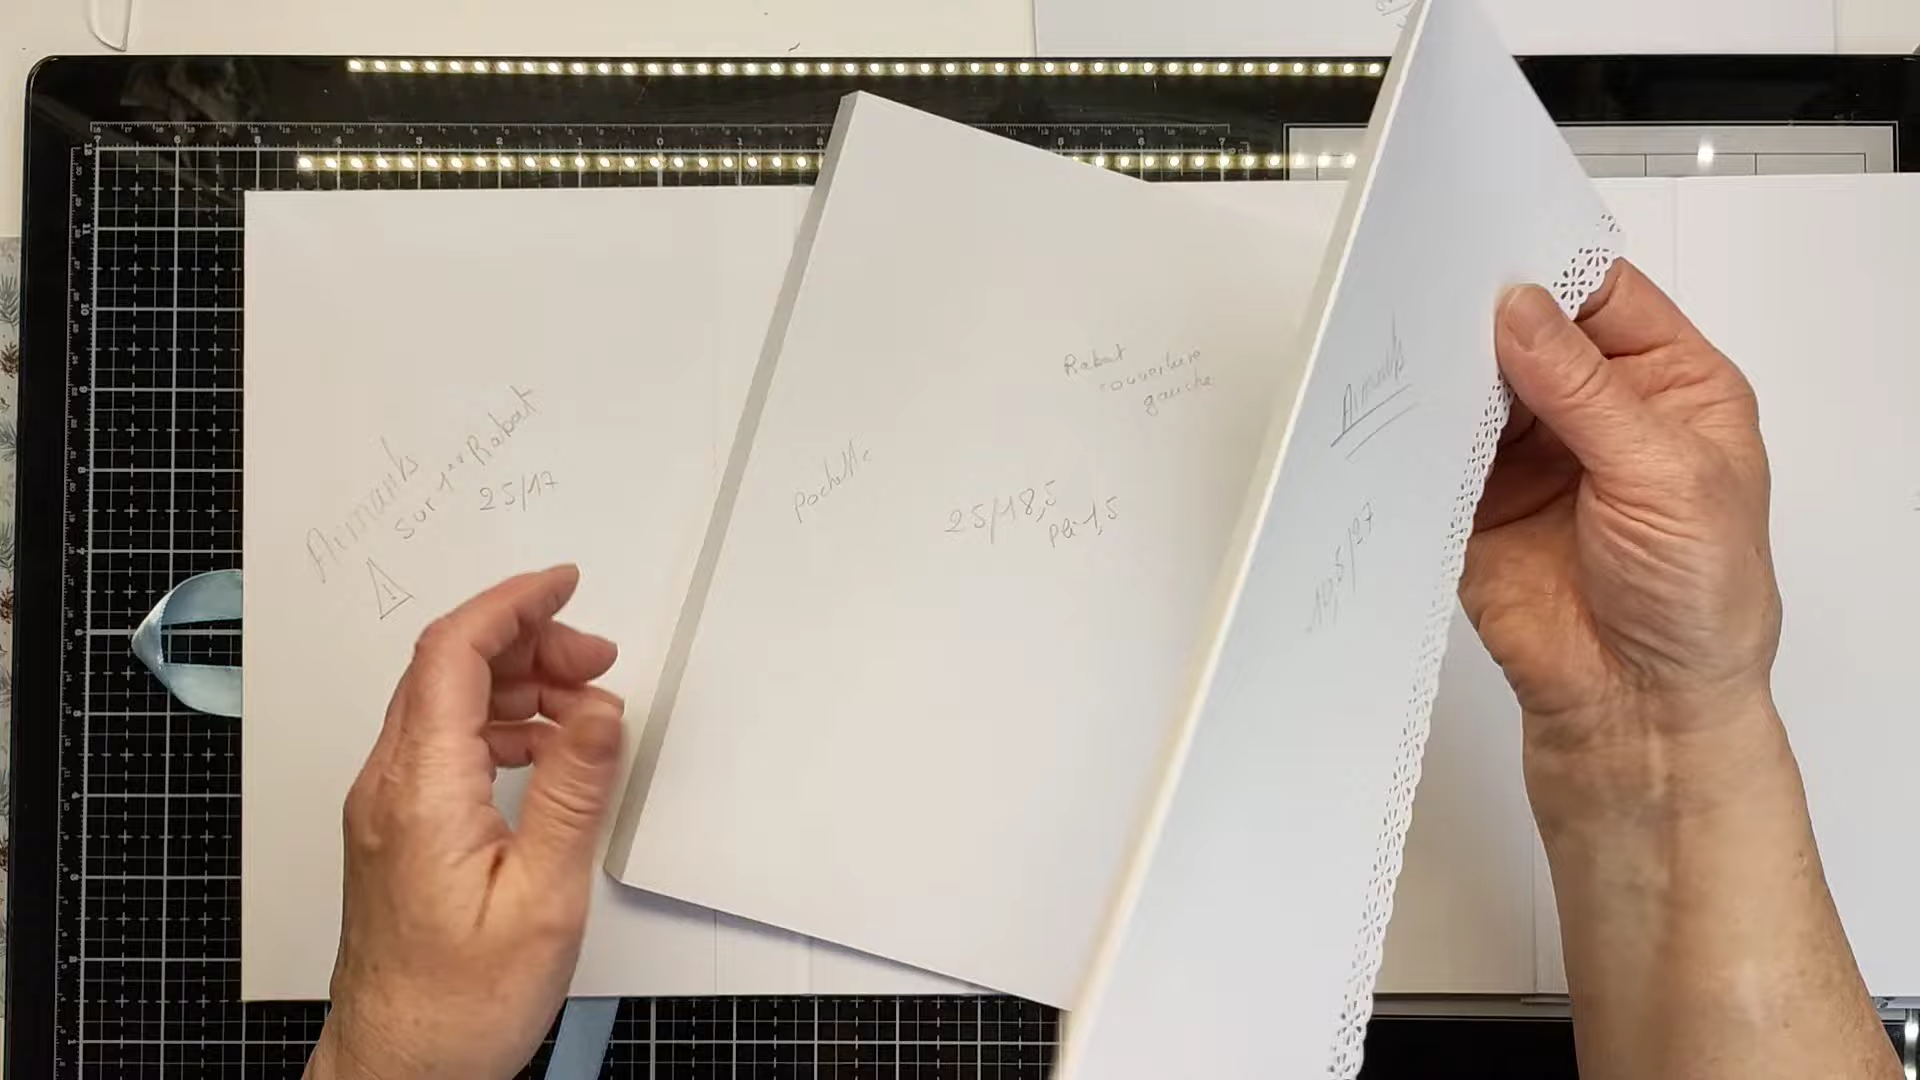 Aimants
sur 1er Rabat
25/17
pochette
Rabat
couverture
gauche
25/18,5
pli 1,5
Aimants
10,5/27